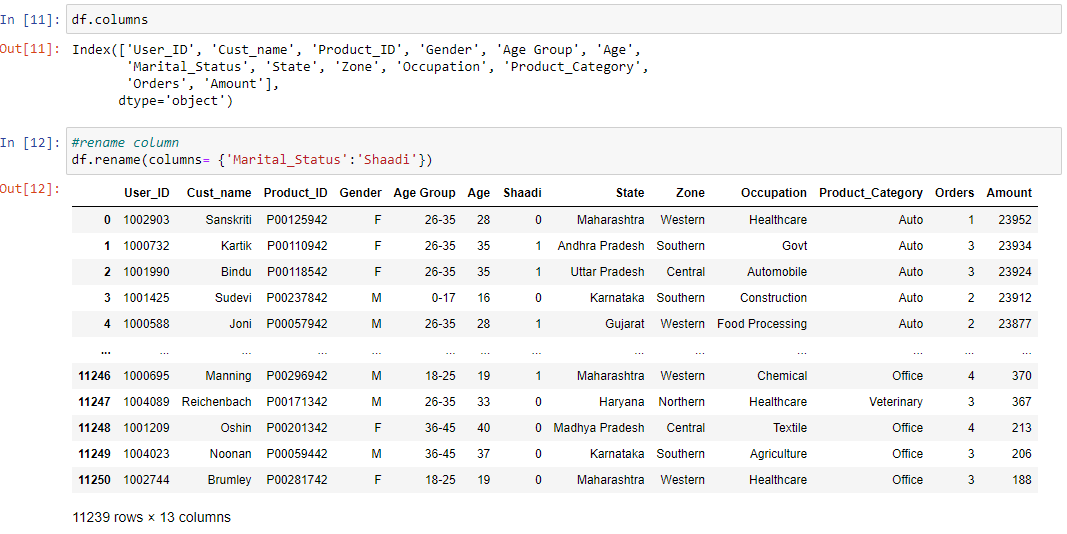 In [11]: df.columns
Out[11]: Index(['User_ID', 'Cust_name', 'Product_ID', 'Gender', 'Age Group', 'Age',
'Marital_Status', 'State', 'Zone', 'Occupation', 'Product_Category',
'Orders', 'Amount'],
dtype='object')
In [12]: #rename column
df.rename(columns= {'Marital_Status':'Shaadi'})
Out[12]:
User_ID Cust_name Product_ID Gender Age Group Age Shaadi State Zone Occupation Product_Category Orders Amount
0 1002903 Sanskriti P00125942 F 26-35 28 0 Maharashtra Western Healthcare Auto 1 23952
1 1000732 Kartik P00110942 F 26-35 35 1 Andhra Pradesh Southern Govt Auto 3 23934
2 1001990 Bindu P00118542 F 26-35 35 1 Uttar Pradesh Central Automobile Auto 3 23924
3 1001425 Sudevi P00237842 M 0-17 16 0 Karnataka Southern Construction Auto 2 23912
4 1000588 Joni P00057942 M 26-35 28 1 Gujarat Western Food Processing Auto 2 23877
... ... ... ... ... ... ... ... ... ... ... ... ... ...
11246 1000695 Manning P00296942 M 18-25 19 1 Maharashtra Western Chemical Office 4 370
11247 1004089 Reichenbach P00171342 M 26-35 33 0 Haryana Northern Healthcare Veterinary 3 367
11248 1001209 Oshin P00201342 F 36-45 40 0 Madhya Pradesh Central Textile Office 4 213
11249 1004023 Noonan P00059442 M 36-45 37 0 Karnataka Southern Agriculture Office 3 206
11250 1002744 Brumley P00281742 F 18-25 19 0 Maharashtra Western Healthcare Office 3 188
11239 rows × 13 columns